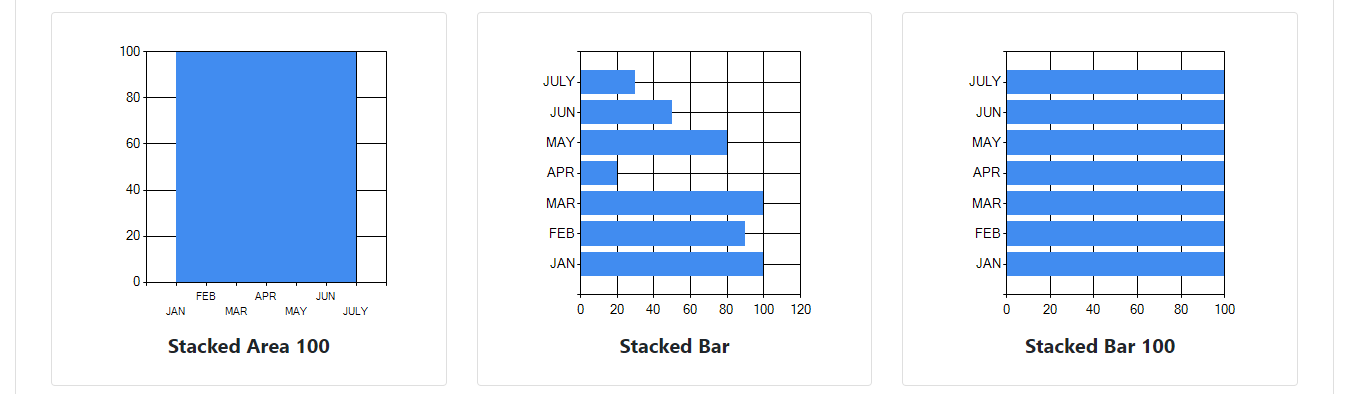 100
80
60
40
20
0
FEB APR JUN
JAN MAR MAY JULY
Stacked Area 100
JULY
JUN
MAY
APR
MAR
FEB
JAN
0 20 40 60 80 100 120
Stacked Bar
JULY
JUN
MAY
APR
MAR
FEB
JAN
0 20 40 60 80 100
Stacked Bar 100